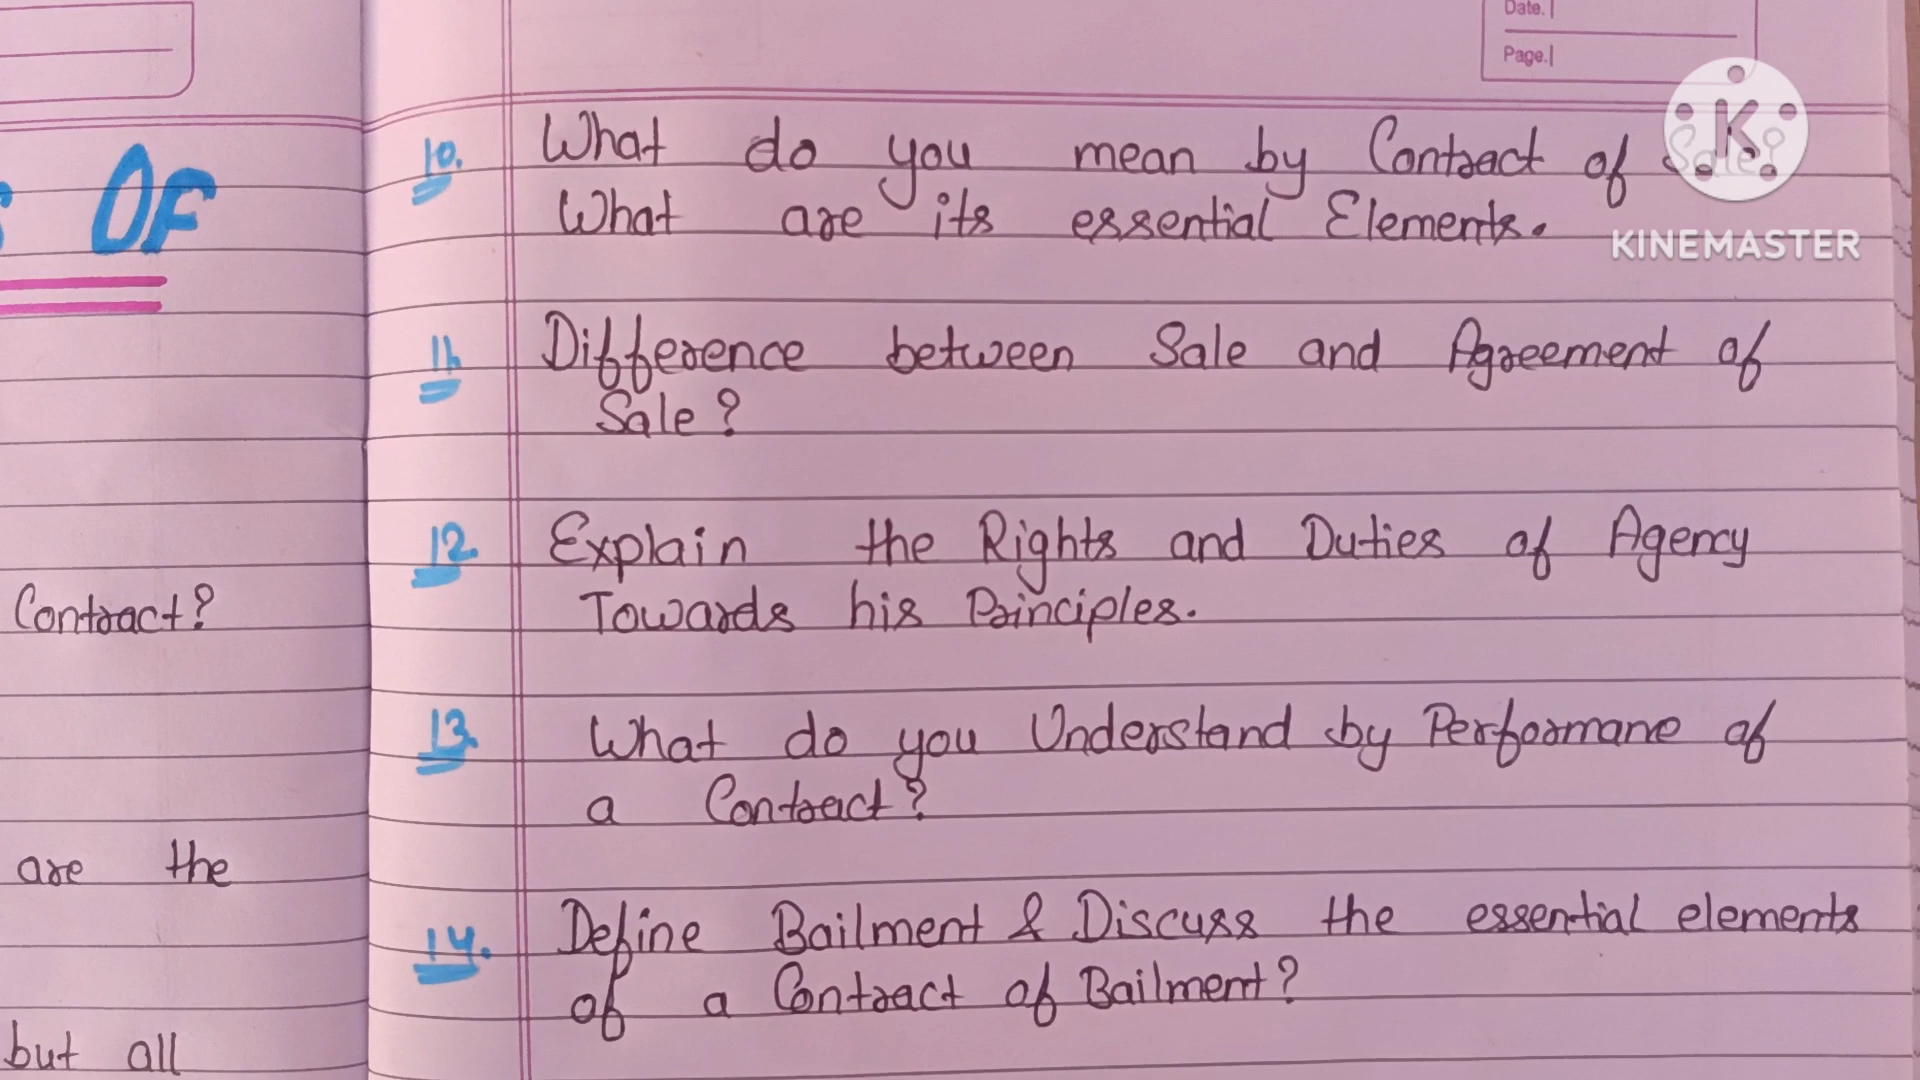 Date.
Page.
OF
Contract?
are the
but all
10. What do you mean by Contract of Sale?
What are its essential Elements.
11. Difference between Sale and Agreement of
Sale?
12. Explain the Rights and Duties of Agency
Towards his Principles.
13. What do you Understand by Performane of
a Contract?
14. Define Bailment & Discuss the essential elements
of a Contract of Bailment?
K
KINEMASTER